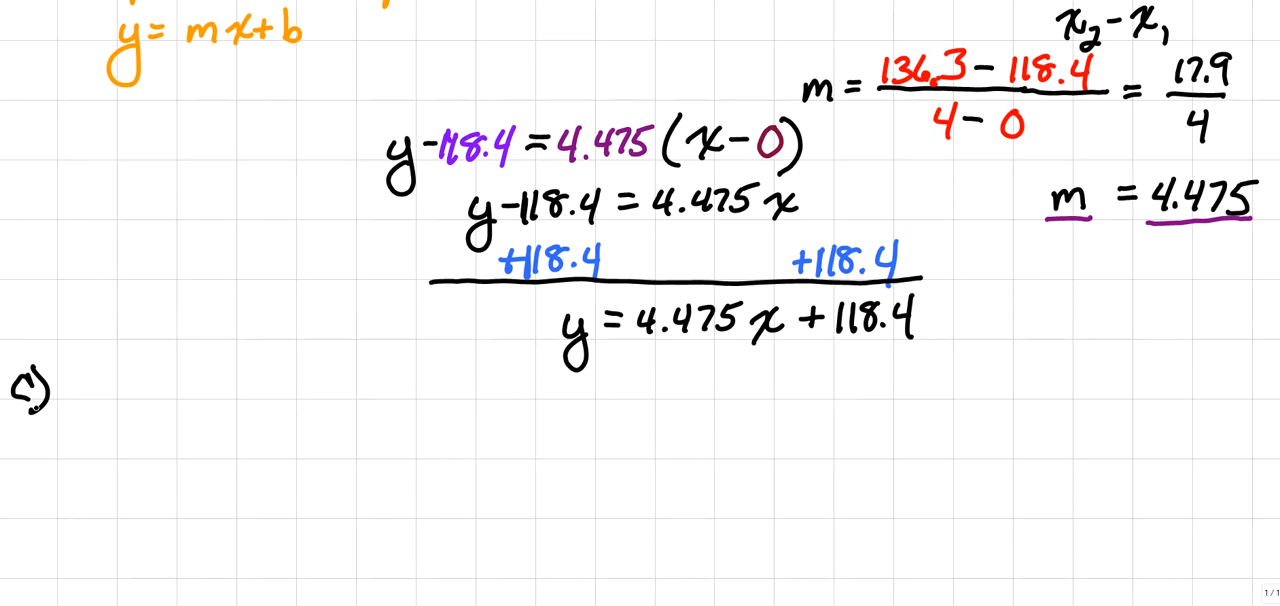 y = mx+b
x₂ - x₁
m = 136.3 - 118.4 / 4 - 0 = 17.9 / 4
y - 118.4 = 4.475 (x - 0)
y - 118.4 = 4.475 x
m = 4.475
+118.4 +118.4
y = 4.475 x + 118.4
c)
1/1